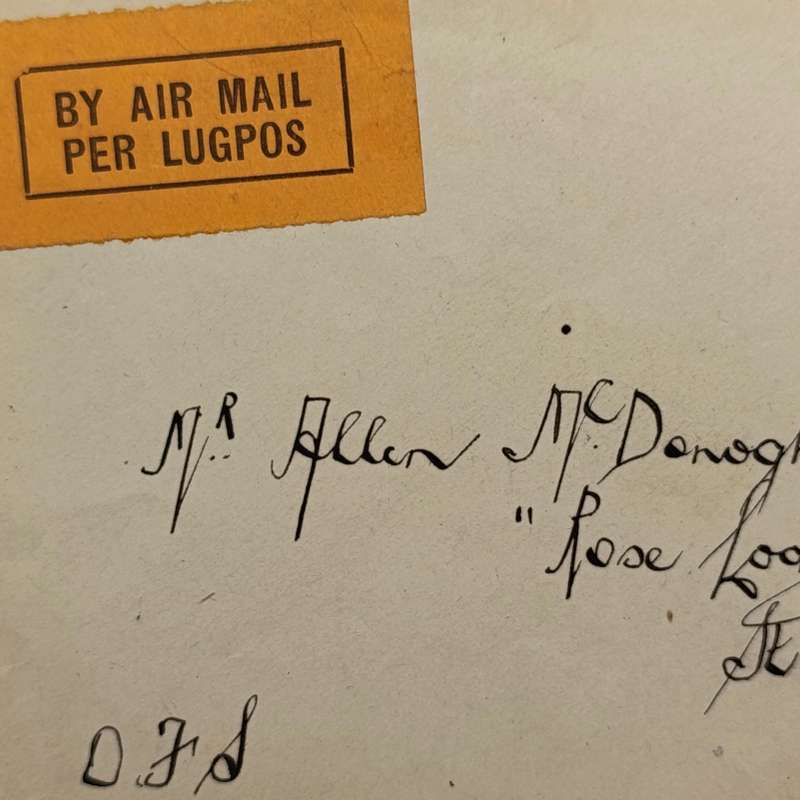 BY AIR MAIL
PER LUGPOS
Mr. Allen McDonogh
"Rose
D.F.S